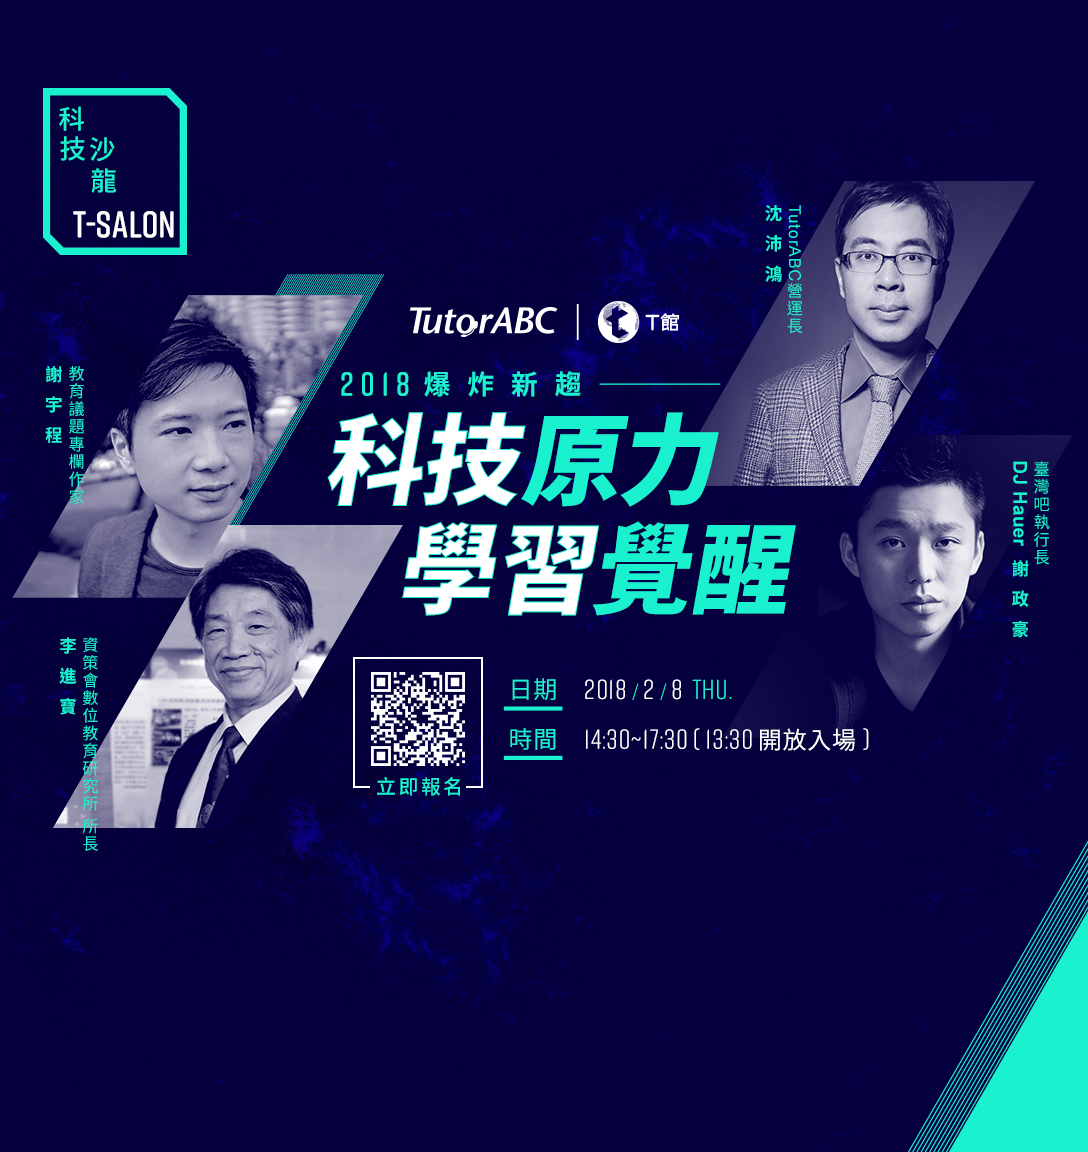 科技
沙龍
T-SALON
TutorABC
T館
2018 爆炸新趨
科技原力
學習覺醒
謝宇程
教育議題專欄作家
李進寶
資策會數位教育研究所 所長
沈沛鴻
TutorABC營運長
DJ Hauer 謝政豪
臺灣吧執行長
立即報名
日期 2018 / 2 / 8 THU.
時間 14:30~17:30 ( 13:30 開放入場 )